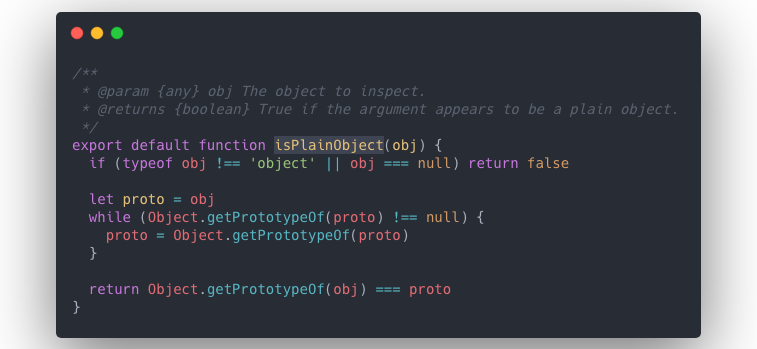 /**
 * @param {any} obj The object to inspect.
 * @returns {boolean} True if the argument appears to be a plain object.
 */
export default function isPlainObject(obj) {
  if (typeof obj !== 'object' || obj === null) return false

  let proto = obj
  while (Object.getPrototypeOf(proto) !== null) {
    proto = Object.getPrototypeOf(proto)
  }

  return Object.getPrototypeOf(obj) === proto
}